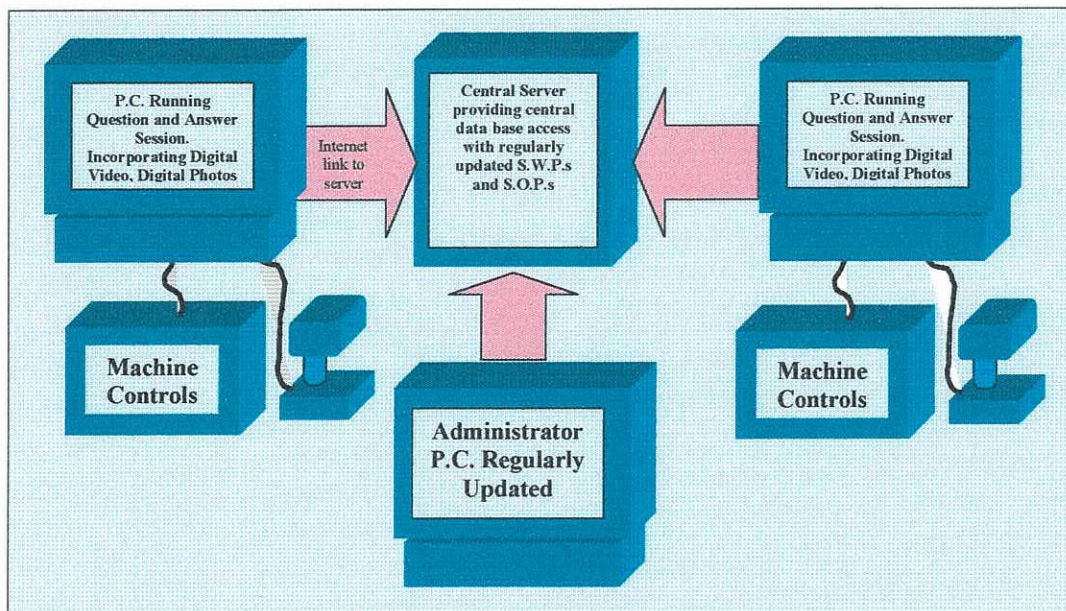 P.C. Running
Question and Answer
Session.
Incorporating Digital
Video, Digital Photos
Internet
link to
server
Central Server
providing central
data base access
with regularly
updated S.W.P.s
and S.O.P.s
P.C. Running
Question and Answer
Session.
Incorporating Digital
Video, Digital Photos
Machine
Controls
Administrator
P.C. Regularly
Updated
Machine
Controls